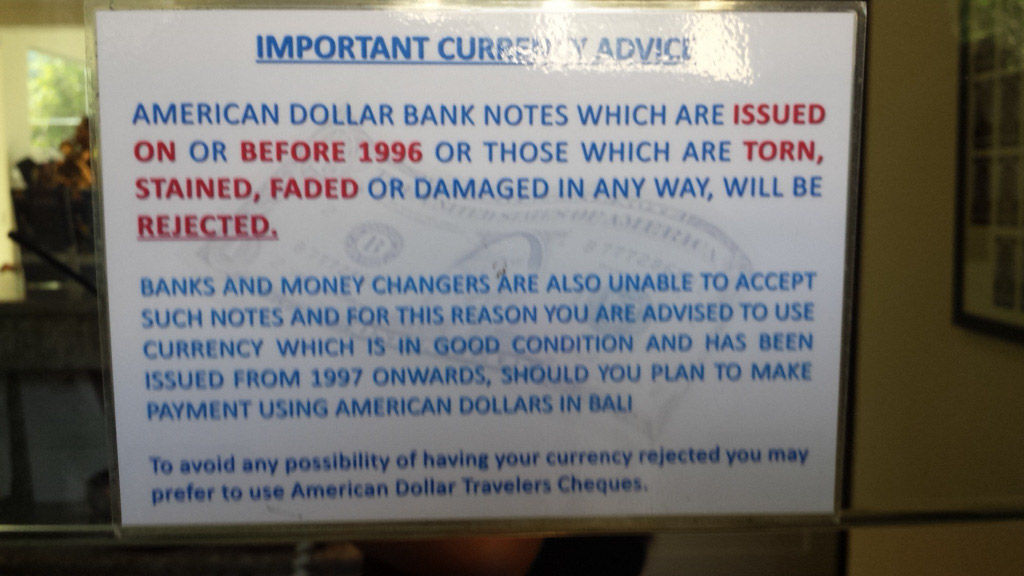 IMPORTANT CURRENCY ADVICE
AMERICAN DOLLAR BANK NOTES WHICH ARE ISSUED
ON OR BEFORE 1996 OR THOSE WHICH ARE TORN,
STAINED, FADED OR DAMAGED IN ANY WAY, WILL BE
REJECTED.
BANKS AND MONEY CHANGERS ARE ALSO UNABLE TO ACCEPT
SUCH NOTES AND FOR THIS REASON YOU ARE ADVISED TO USE
CURRENCY WHICH IS IN GOOD CONDITION AND HAS BEEN
ISSUED FROM 1997 ONWARDS, SHOULD YOU PLAN TO MAKE
PAYMENT USING AMERICAN DOLLARS IN BALI
To avoid any possibility of having your currency rejected you may
prefer to use American Dollar Travelers Cheques.